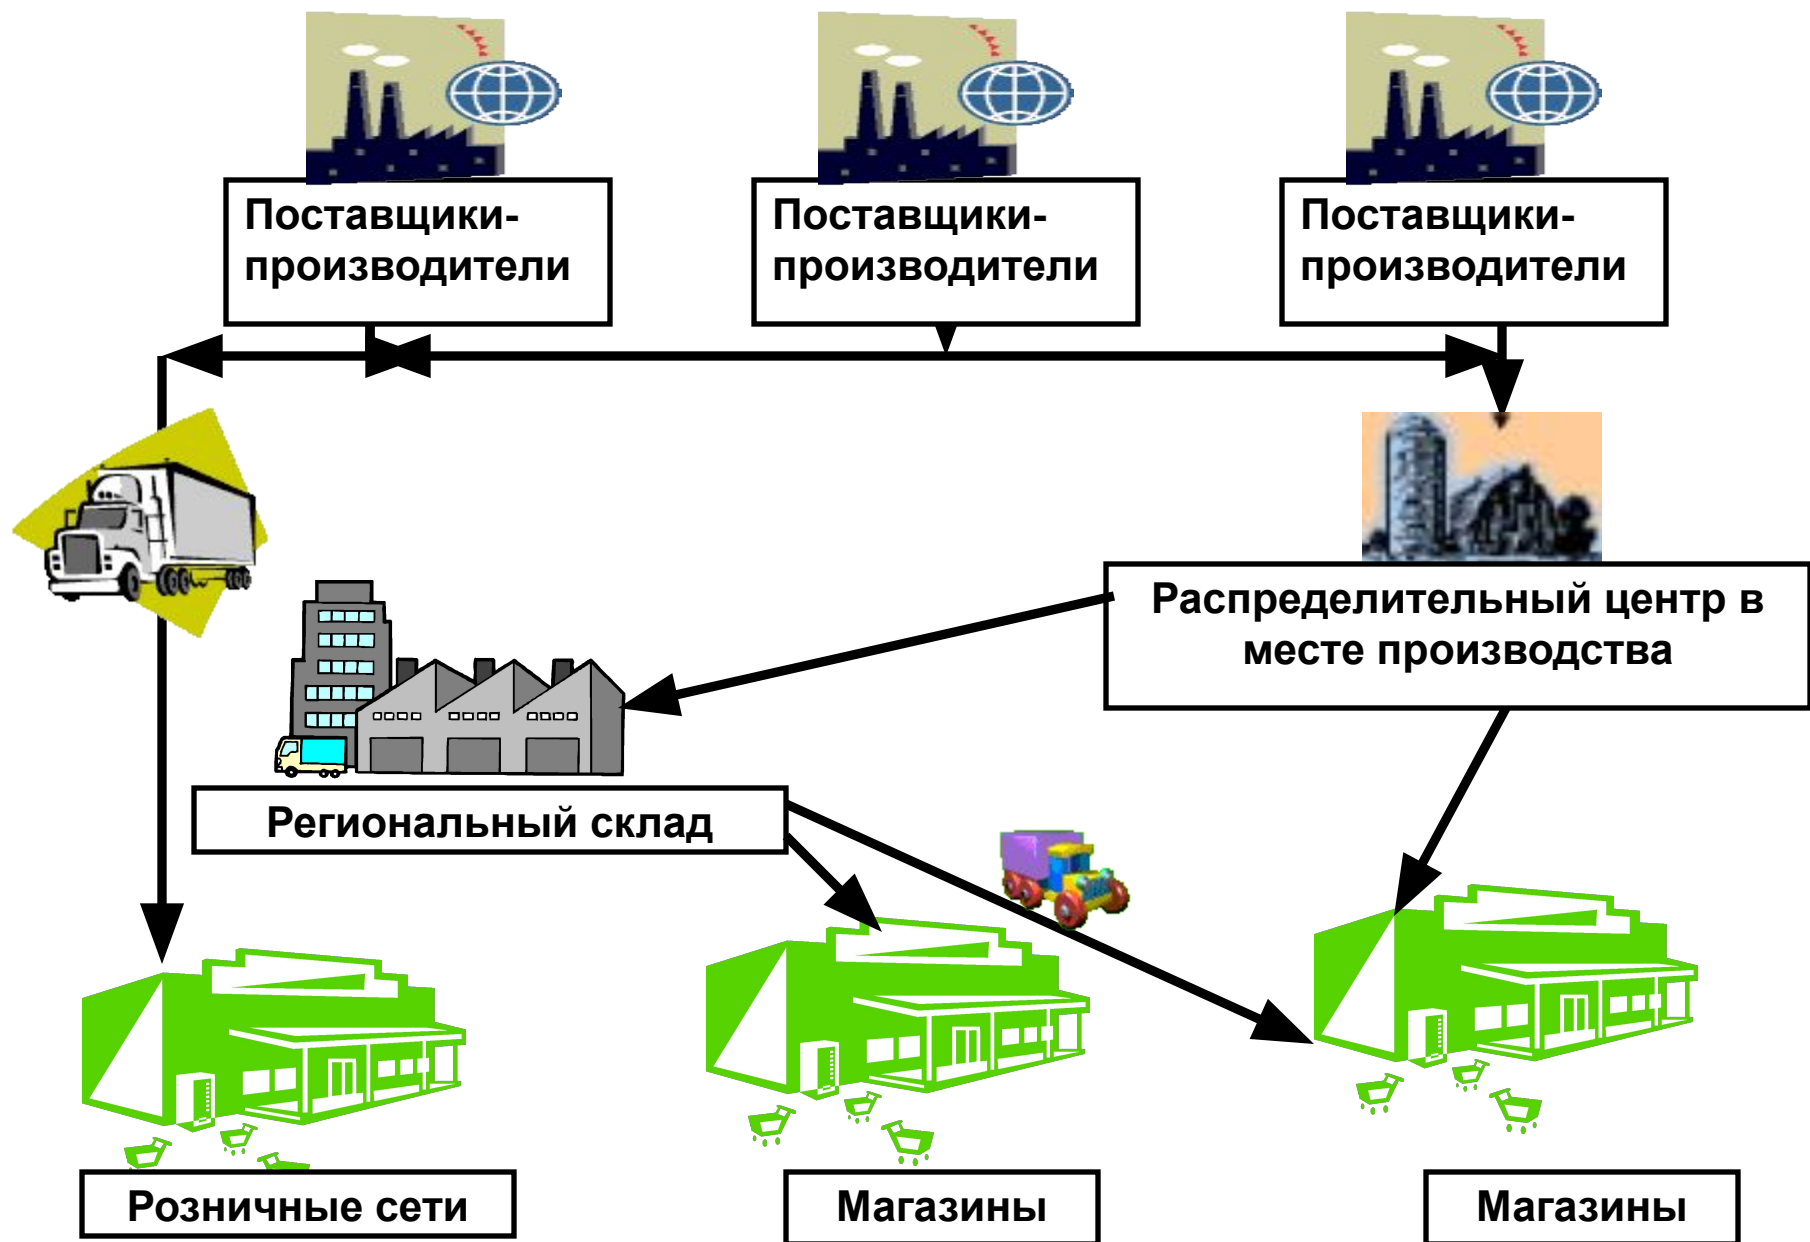 Поставщики-
производители
Поставщики-
производители
Поставщики-
производители
Распределительный центр в
месте производства
Региональный склад
Розничные сети
Магазины
Магазины